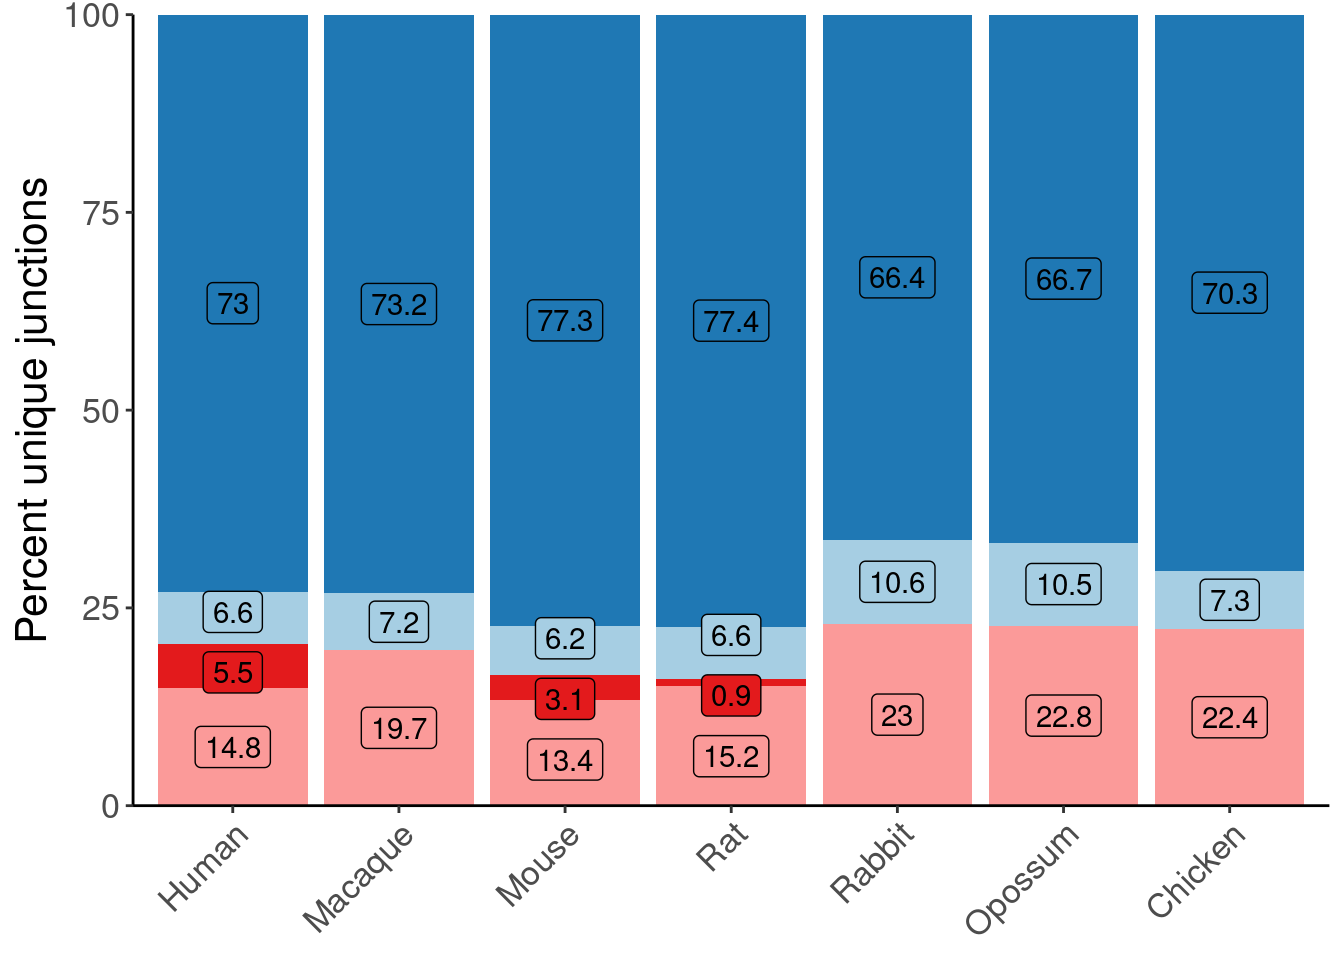 Percent unique junctions
100
75
50
25
0
73 73.2 77.3 77.4 66.4 66.7 70.3
6.6 7.2 6.2 6.6 10.6 10.5 7.3
5.5 3.1 0.9
14.8 19.7 13.4 15.2 23 22.8 22.4
Human Macaque Mouse Rat Rabbit Opossum Chicken